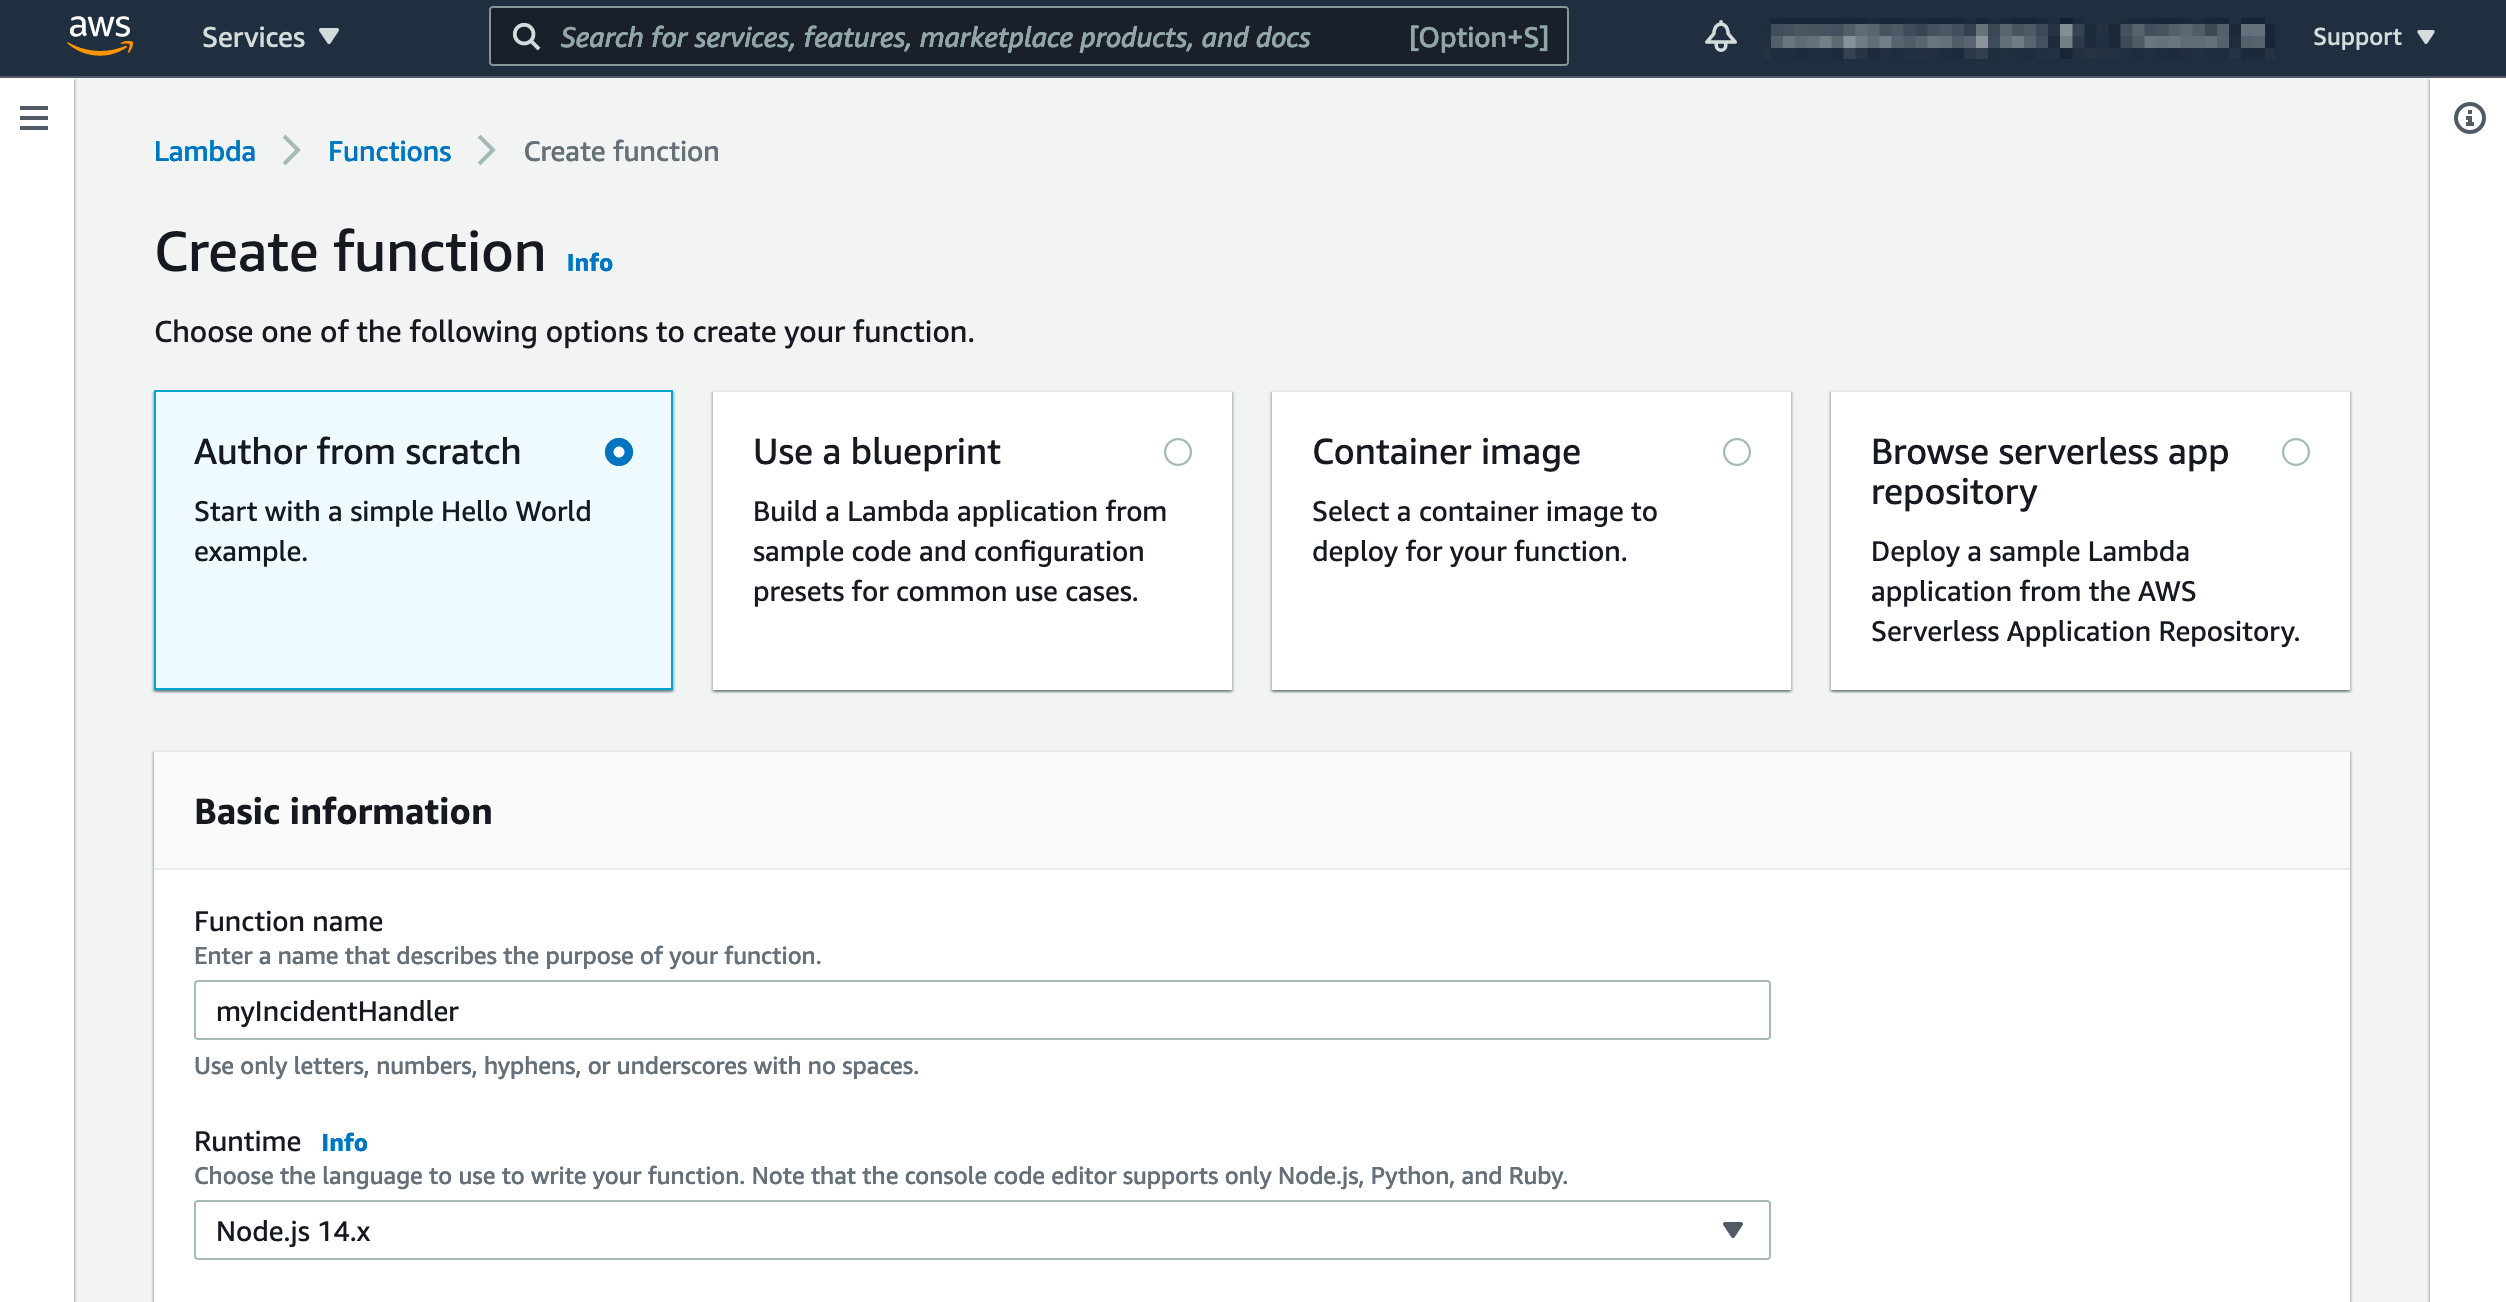 aws Services Search for services, features, marketplace products, and docs [Option+S] Support
Lambda Functions Create function
Create function Info
Choose one of the following options to create your function.
Author from scratch
Start with a simple Hello World
example.
Use a blueprint
Build a Lambda application from
sample code and configuration
presets for common use cases.
Container image
Select a container image to
deploy for your function.
Browse serverless app
repository
Deploy a sample Lambda
application from the AWS
Serverless Application Repository.
Basic information
Function name
Enter a name that describes the purpose of your function.
myIncidentHandler
Use only letters, numbers, hyphens, or underscores with no spaces.
Runtime Info
Choose the language to use to write your function. Note that the console code editor supports only Node.js, Python, and Ruby.
Node.js 14.x